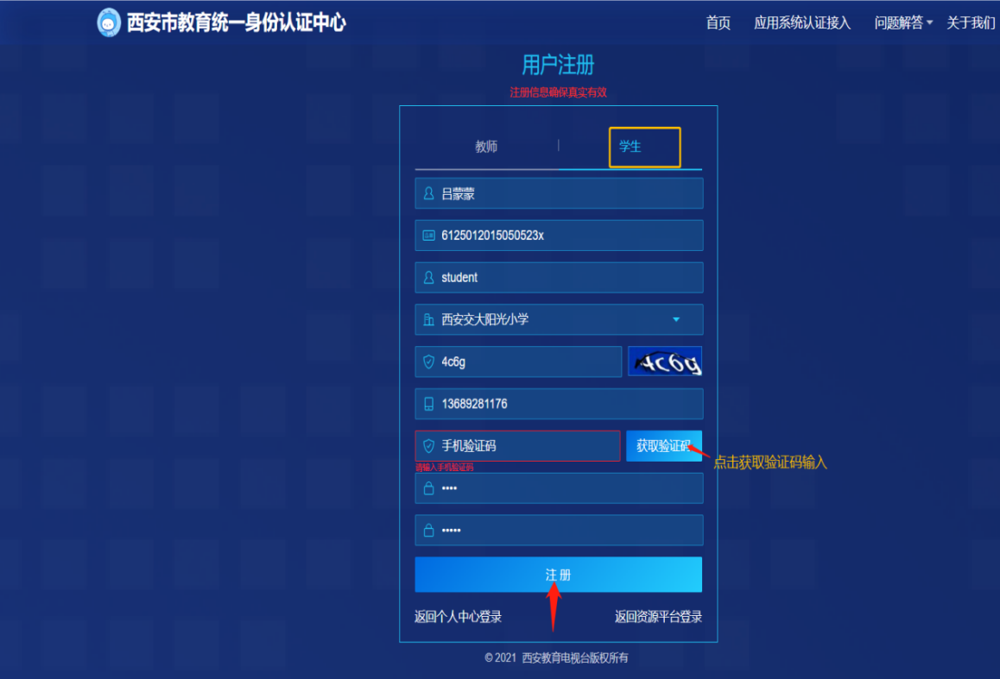 西安市教育统一身份认证中心
首页 应用系统认证接入 问题解答 关于我们
用户注册
注册信息确保真实有效
教师 | 学生
吕蒙蒙
6125012015050523x
student
西安交大阳光小学
4c6g 4c6g
13689281176
手机验证码 获取验证码
点击获取验证码输入
请输入手机验证码
••••
•••••
注 册
返回个人中心登录 返回资源平台登录
© 2021 西安教育电视台版权所有